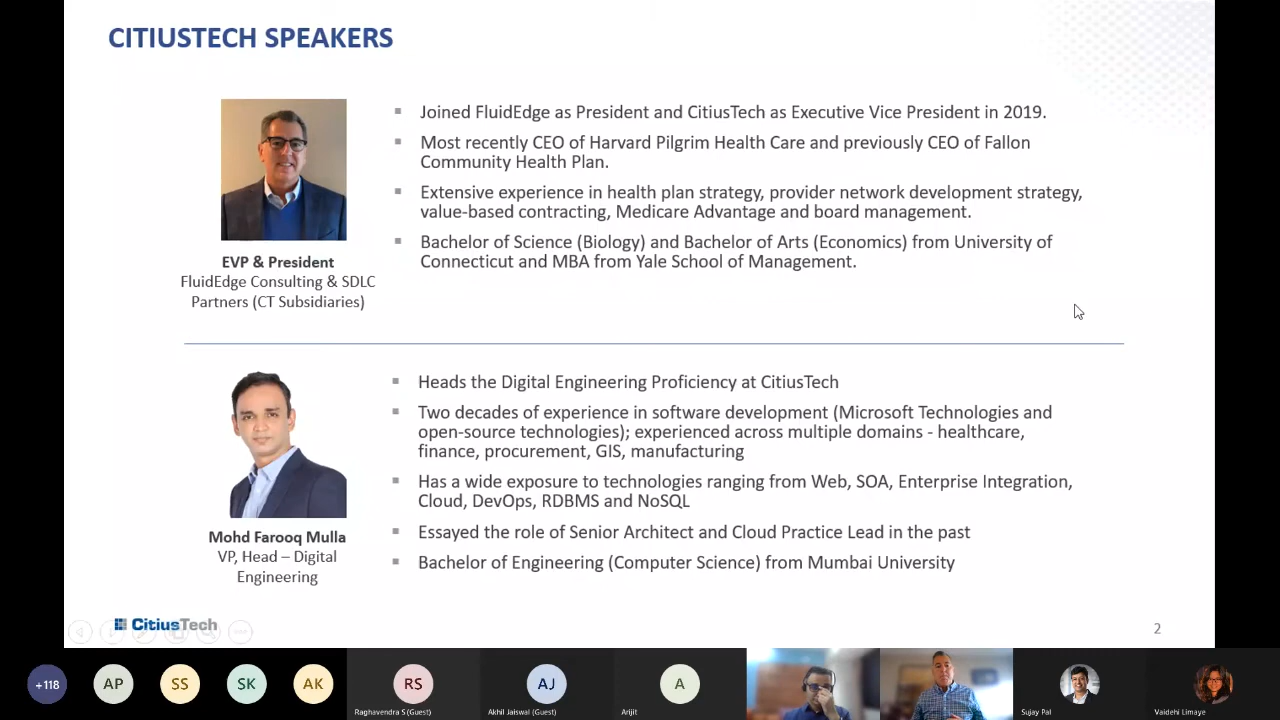 CITIUSTECH SPEAKERS
Joined FluidEdge as President and CitiusTech as Executive Vice President in 2019.
Most recently CEO of Harvard Pilgrim Health Care and previously CEO of Fallon
Community Health Plan.
Extensive experience in health plan strategy, provider network development strategy,
value-based contracting, Medicare Advantage and board management.
Bachelor of Science (Biology) and Bachelor of Arts (Economics) from University of
Connecticut and MBA from Yale School of Management.
EVP & President
FluidEdge Consulting & SDLC
Partners (CT Subsidiaries)
Heads the Digital Engineering Proficiency at CitiusTech
Two decades of experience in software development (Microsoft Technologies and
open-source technologies); experienced across multiple domains - healthcare,
finance, procurement, GIS, manufacturing
Has a wide exposure to technologies ranging from Web, SOA, Enterprise Integration,
Cloud, DevOps, RDBMS and NoSQL
Essayed the role of Senior Architect and Cloud Practice Lead in the past
Bachelor of Engineering (Computer Science) from Mumbai University
Mohd Farooq Mulla
VP, Head – Digital
Engineering
CitiusTech
2
+118
AP
SS
SK
AK
RS
AJ
A
Raghavendra S (Guest)
Akhil Jaiswal (Guest)
Arijit
Sujay Pal
Vaidehi Limaye